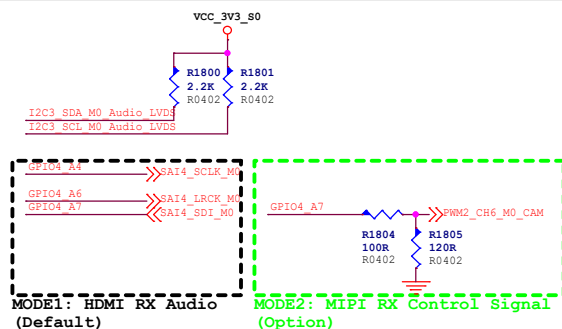 VCC_3V3_S0
R1800 R1801
2.2K 2.2K
R0402 R0402
I2C3_SDA_M0_Audio_LVDS
I2C3_SCL_M0_Audio_LVDS
GPIO4_A4 SAI4_SCLK_M0
GPIO4_A6 SAI4_LRCK_M0
GPIO4_A7 SAI4_SDI_M0
GPIO4_A7 PWM2_CH6_M0_CAM
R1804 R1805
100R 120R
R0402 R0402
MODE1: HDMI RX Audio
(Default)
MODE2: MIPI RX Control Signal
(Option)